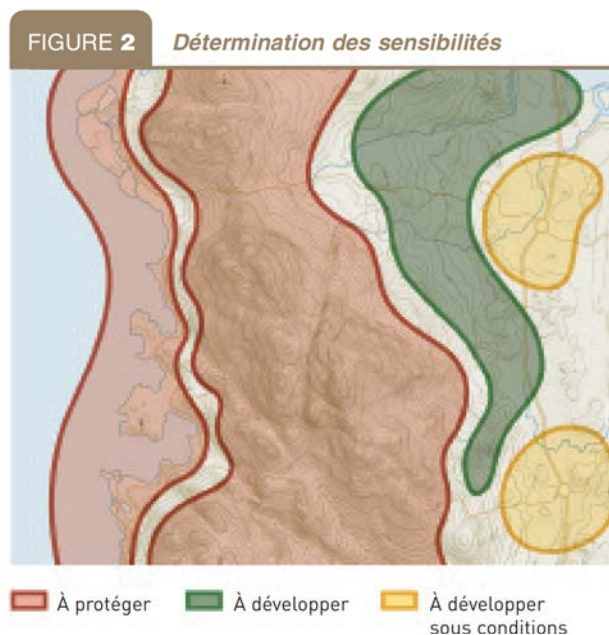 FIGURE 2 Détermination des sensibilités
À protéger
À développer
À développer
sous conditions